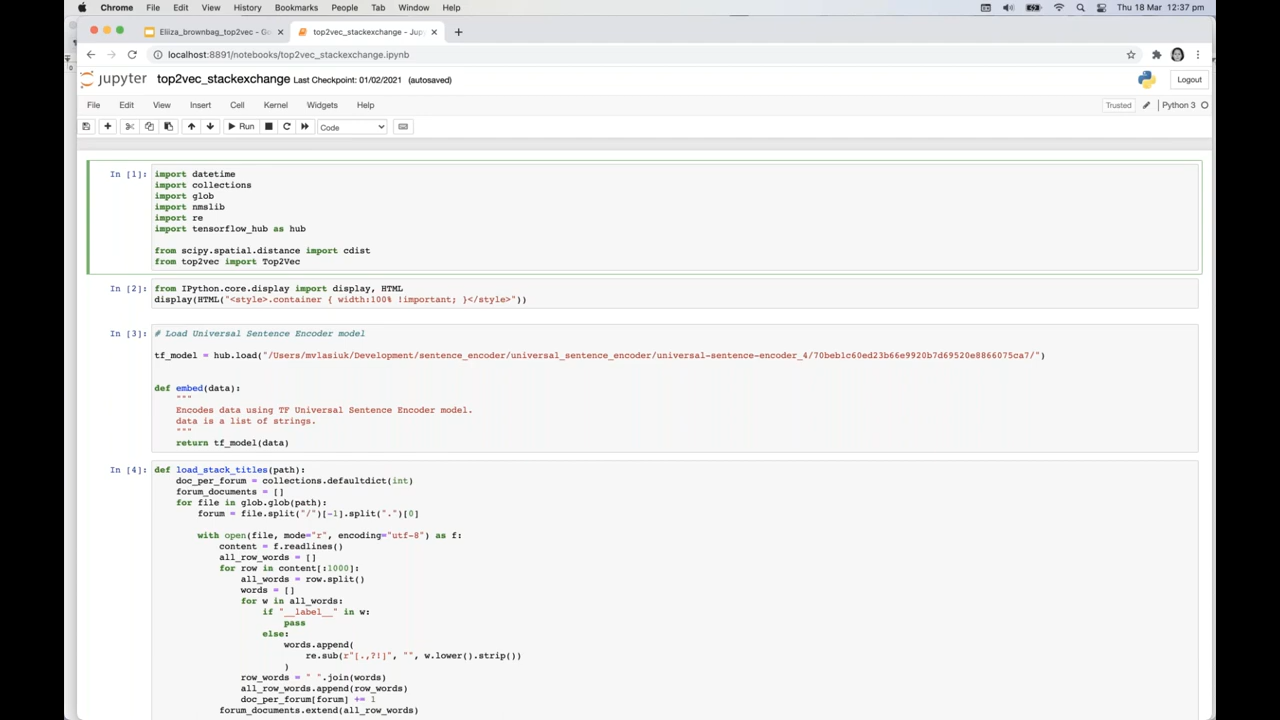 Chrome File Edit View History Bookmarks People Tab Window Help Thu 18 Mar 12:37 pm
Eliiza_brownbag_top2vec - Go
top2vec_stackexchange - Jup
localhost:8891/notebooks/top2vec_stackexchange.ipynb
jupyter top2vec_stackexchange Last Checkpoint: 01/02/2021 (autosaved) Logout
File Edit View Insert Cell Kernel Widgets Help Trusted Python 3
Run Code
In [1]: import datetime
import collections
import glob
import nmslib
import re
import tensorflow_hub as hub
from scipy.spatial.distance import cdist
from top2vec import Top2Vec
In [2]: from IPython.core.display import display, HTML
display(HTML("<style>.container { width:100% !important; }</style>"))
In [3]: # Load Universal Sentence Encoder model
tf_model = hub.load("/Users/mvlasiuk/Development/sentence_encoder/universal_sentence_encoder/universal-sentence-encoder_4/70beb1c60ed23b66e9920b7d69520e8866075ca7/")
def embed(data):
"""
Encodes data using TF Universal Sentence Encoder model.
data is a list of strings.
"""
return tf_model(data)
In [4]: def load_stack_titles(path):
doc_per_forum = collections.defaultdict(int)
forum_documents = []
for file in glob.glob(path):
forum = file.split("/")[-1].split(".")[0]
with open(file, mode="r", encoding="utf-8") as f:
content = f.readlines()
all_row_words = []
for row in content[:1000]:
all_words = row.split()
words = []
for w in all_words:
if "__label__" in w:
pass
else:
words.append(
re.sub(r"[.,?!]", "", w.lower().strip())
)
row_words = " ".join(words)
all_row_words.append(row_words)
doc_per_forum[forum] += 1
forum_documents.extend(all_row_words)